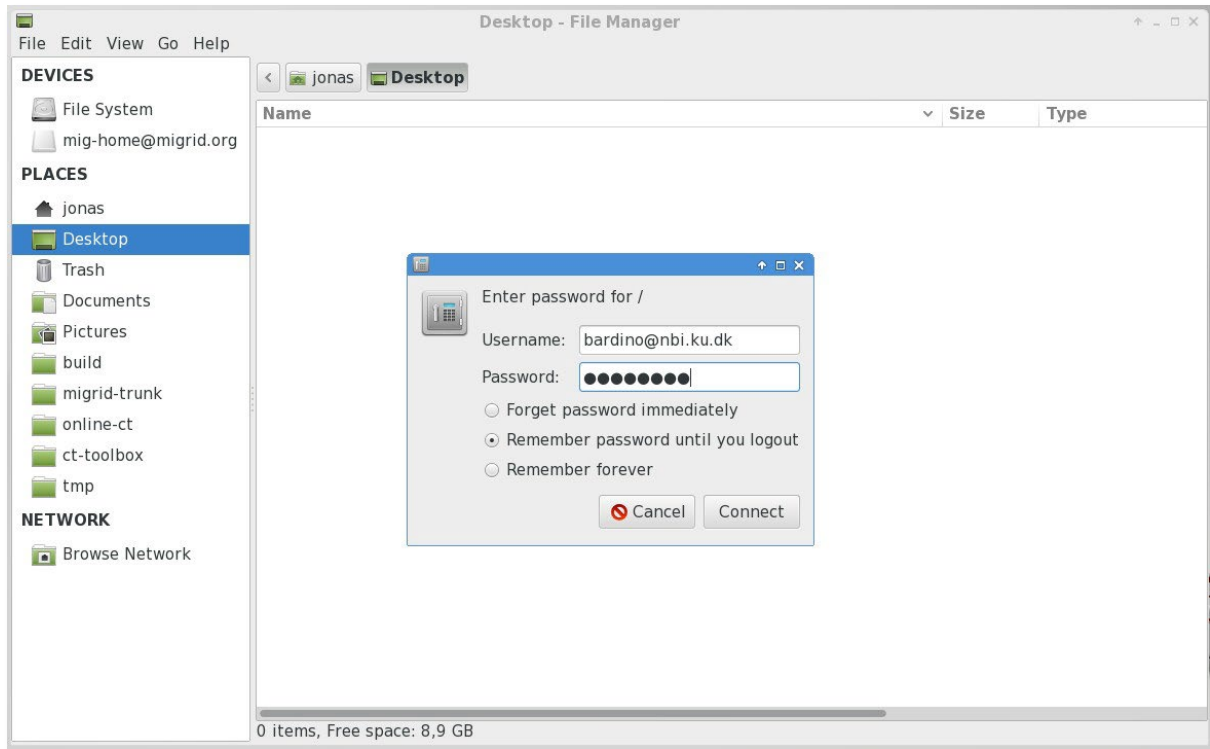 Desktop - File Manager
File Edit View Go Help
DEVICES
File System
mig-home@migrid.org
PLACES
jonas
Desktop
Trash
Documents
Pictures
build
migrid-trunk
online-ct
ct-toolbox
tmp
NETWORK
Browse Network
jonas Desktop
Name Size Type
Enter password for /
Username: bardino@nbi.ku.dk
Password: ●●●●●●●●
Forget password immediately
Remember password until you logout
Remember forever
Cancel Connect
0 items, Free space: 8,9 GB